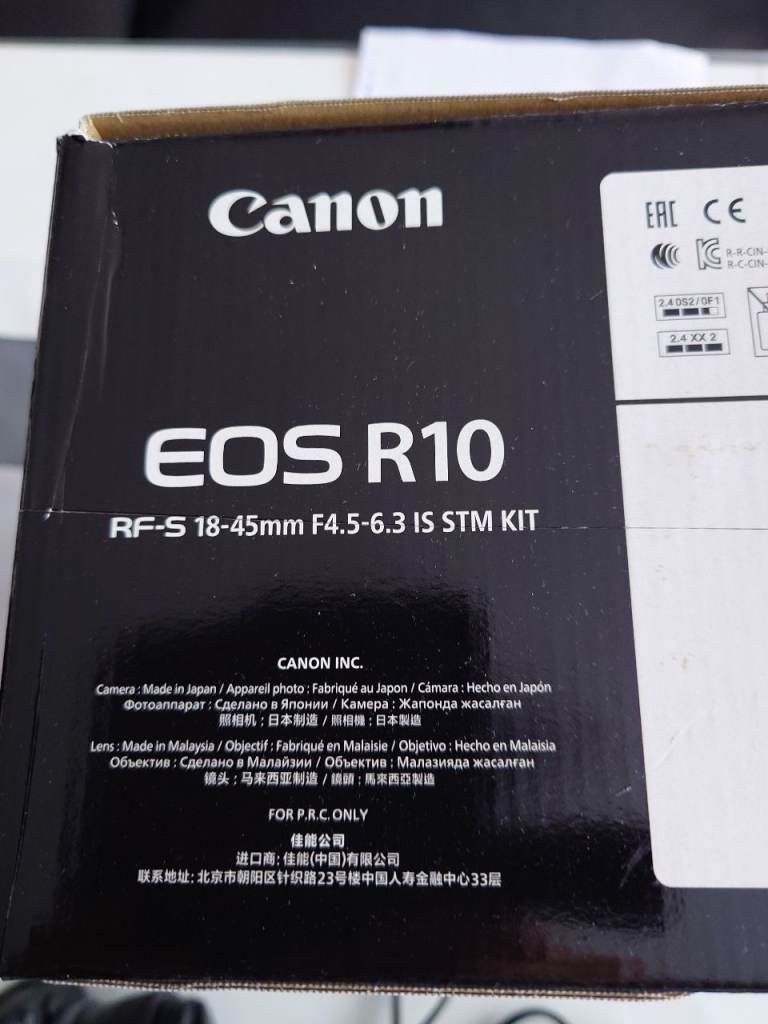 Canon
EAC CE
R-R-CIN-
R-C-CIN-
2.4 DS2/OF1
2.4 XX 2
EOS R10
RF-S 18-45mm F4.5-6.3 IS STM KIT
CANON INC.
Camera : Made in Japan / Appareil photo : Fabriqué au Japon / Cámara : Hecho en Japón
Фотоаппарат : Сделано в Японии / Камера : Жапонда жасалған
照相机 : 日本制造 / 照相機 : 日本製造
Lens : Made in Malaysia / Objectif : Fabriqué en Malaisie / Objetivo : Hecho en Malaisia
Объектив : Сделано в Малайзии / Объектив : Малазияда жасалған
镜头 : 马来西亚制造 / 鏡頭 : 馬來西亞製造
FOR P.R.C. ONLY
佳能公司
进口商: 佳能(中国)有限公司
联系地址: 北京市朝阳区针织路23号楼中国人寿金融中心33层